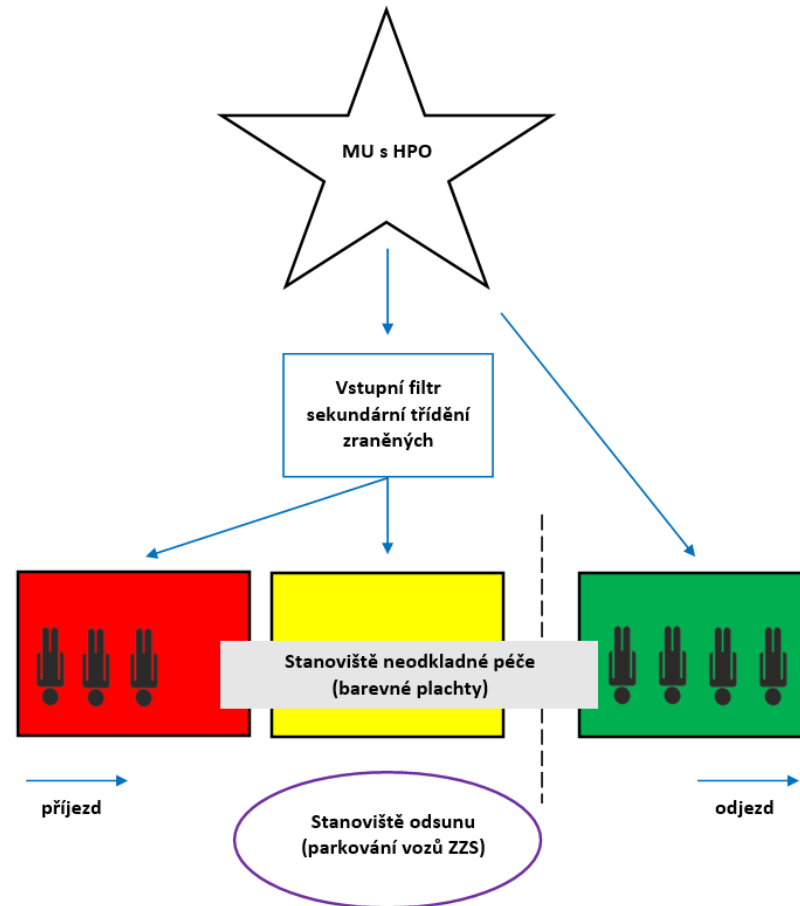 MU s HPO
Vstupní filtr
sekundární třídění
zraněných
Stanoviště neodkladné péče
(barevné plachty)
příjezd
odjezd
Stanoviště odsunu
(parkování vozů ZZS)